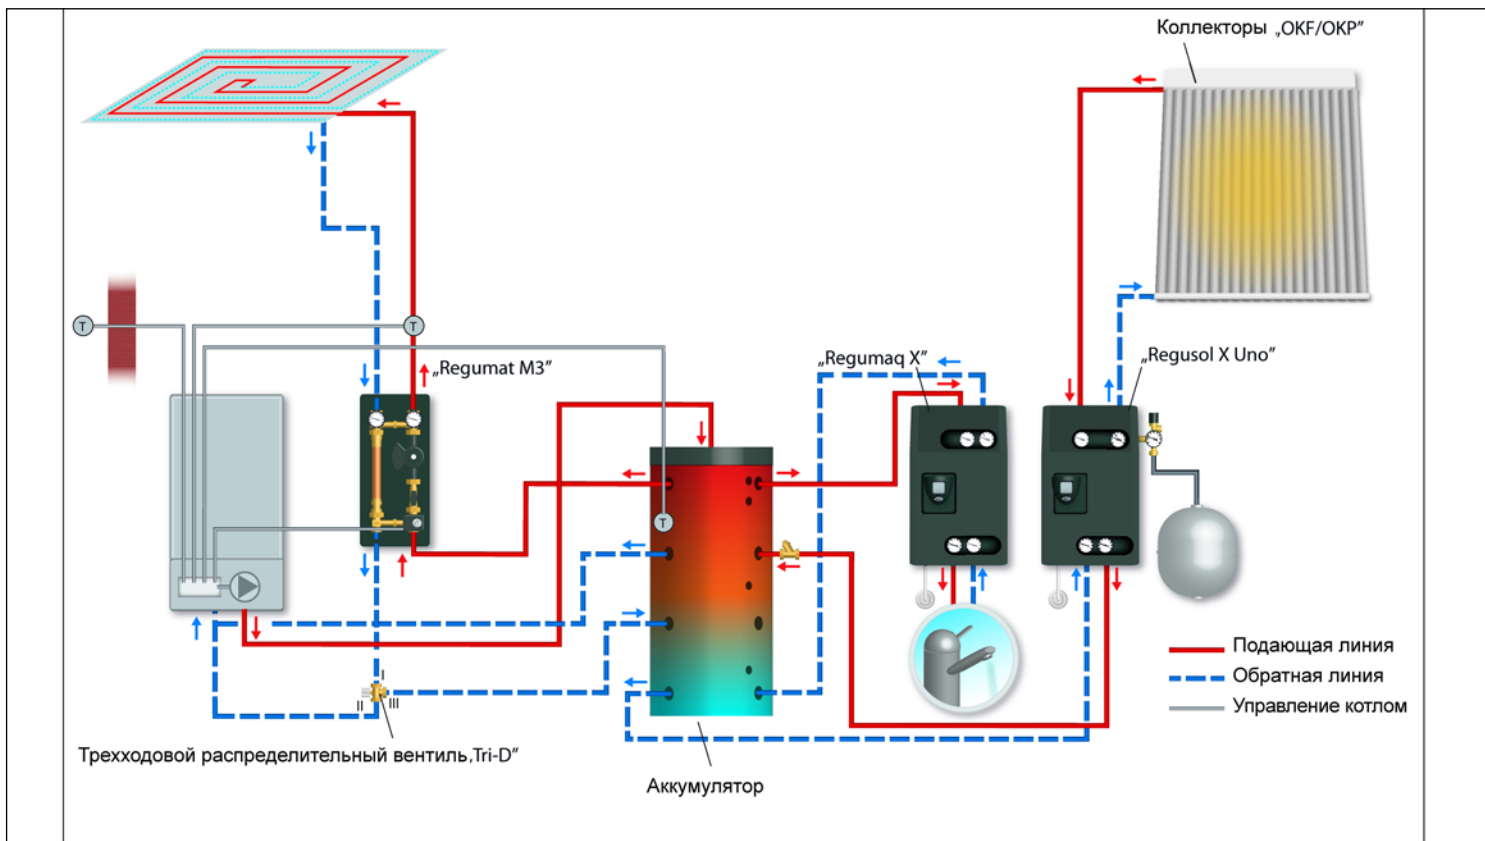 Коллекторы „OKF/OKP”
T
T
„Regumat M3”
„Regumaq X”
„Regusol X Uno”
T
I
II
III
Подающая линия
Обратная линия
Управление котлом
Трехходовой распределительный вентиль„Tri-D”
Аккумулятор